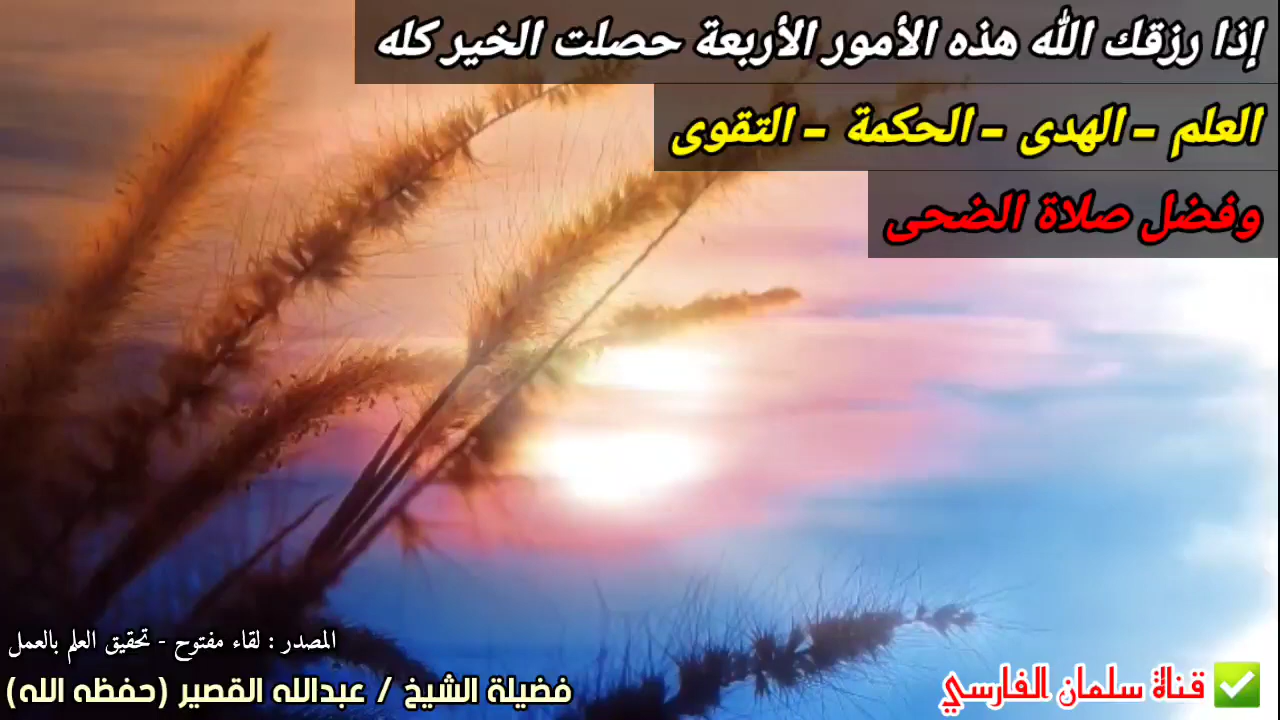 إذا رزقك الله هذه الأمور الأربعة حصلت الخير كله
العلم - الهدى - الحكمة - التقوى
وفضل صلاة الضحى
المصدر : لقاء مفتوح - تحقيق العلم بالعمل
فضيلة الشيخ / عبدالله القصير (حفظه الله)
✅ قناة سلمان الفارسي